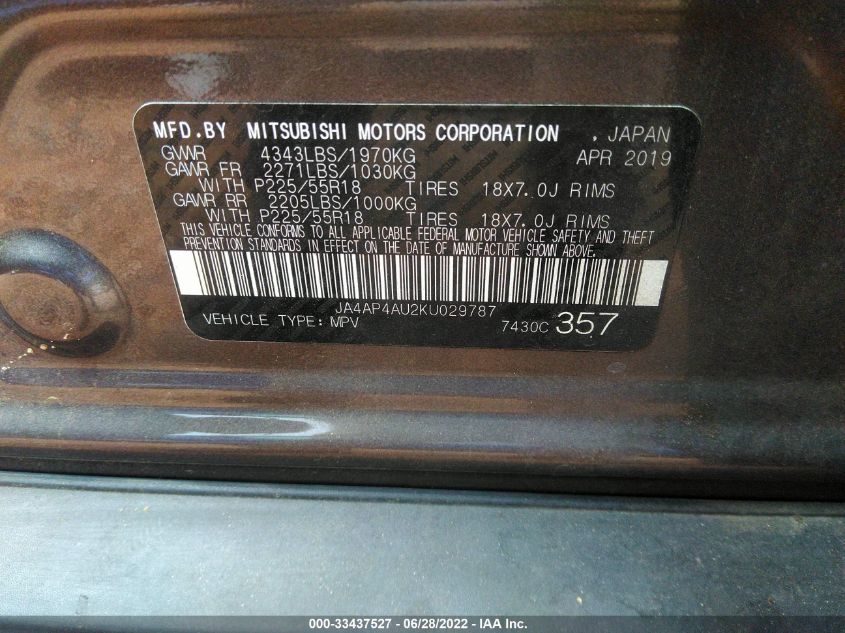 MFD.BY MITSUBISHI MOTORS CORPORATION , JAPAN
GVWR 4343LBS/1970KG APR 2019
GAWR FR 2271LBS/1030KG
WITH P225/55R18 TIRES 18X7.0J RIMS
GAWR RR 2205LBS/1000KG
WITH P225/55R18 TIRES 18X7.0J RIMS
THIS VEHICLE CONFORMS TO ALL APPLICABLE FEDERAL MOTOR VEHICLE SAFETY AND THEFT
PREVENTION STANDARDS IN EFFECT ON THE DATE OF MANUFACTURE SHOWN ABOVE.
JA4AP4AU2KU029787
VEHICLE TYPE: MPV 7430C 357
000-33437527 - 06/28/2022 - IAA Inc.